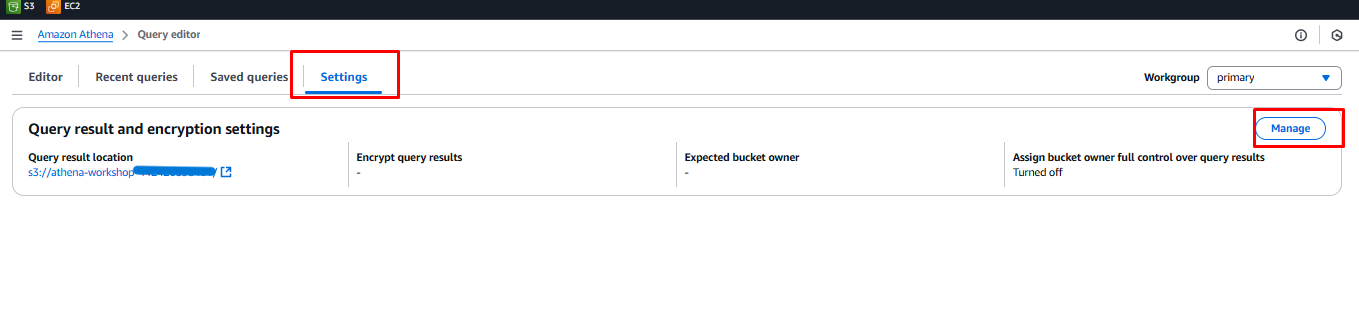 S3 EC2
Amazon Athena > Query editor
Editor Recent queries Saved queries Settings Workgroup primary
Query result and encryption settings Manage
Query result location Encrypt query results Expected bucket owner Assign bucket owner full control over query results
s3://athena-workshop - - Turned off